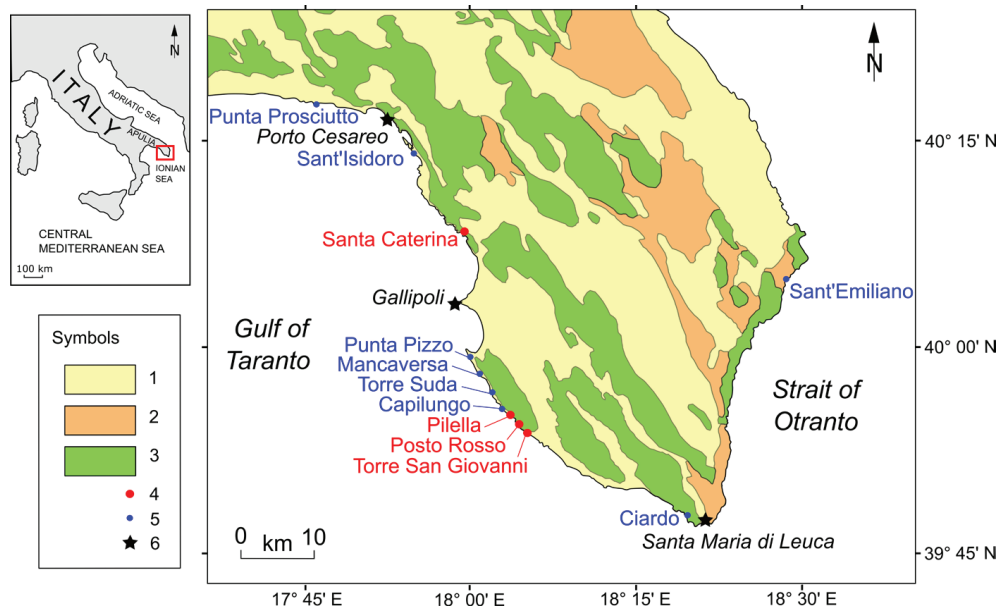 N
ITALY
ADRIATIC SEA
APULIA
IONIAN
SEA
CENTRAL
MEDITERRANEAN SEA
100 km
Symbols
1
2
3
4
5
6
N
Punta Prosciutto
Porto Cesareo
Sant'Isidoro
Santa Caterina
Gallipoli
Gulf of
Taranto
Punta Pizzo
Mancaversa
Torre Suda
Capilungo
Pilella
Posto Rosso
Torre San Giovanni
Sant'Emiliano
Strait of
Otranto
Ciardo
Santa Maria di Leuca
0 km 10
40° 15' N
40° 00' N
39° 45' N
17° 45' E
18° 00' E
18° 15' E
18° 30' E